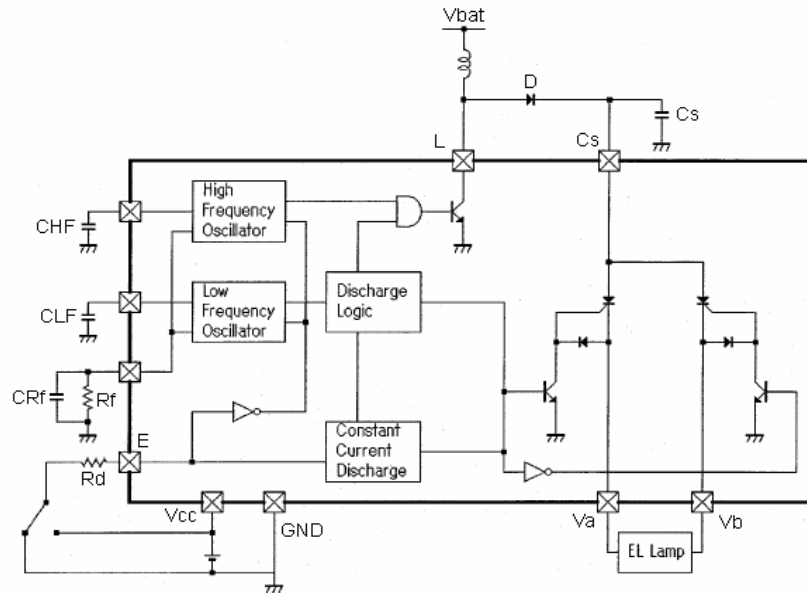 Vbat
D
Cs
L
Cs
High
Frequency
Oscillator
CHF
Low
Frequency
Oscillator
Discharge
Logic
CLF
CRf
Rf
E
Constant
Current
Discharge
Rd
Vcc
GND
Va
Vb
EL Lamp